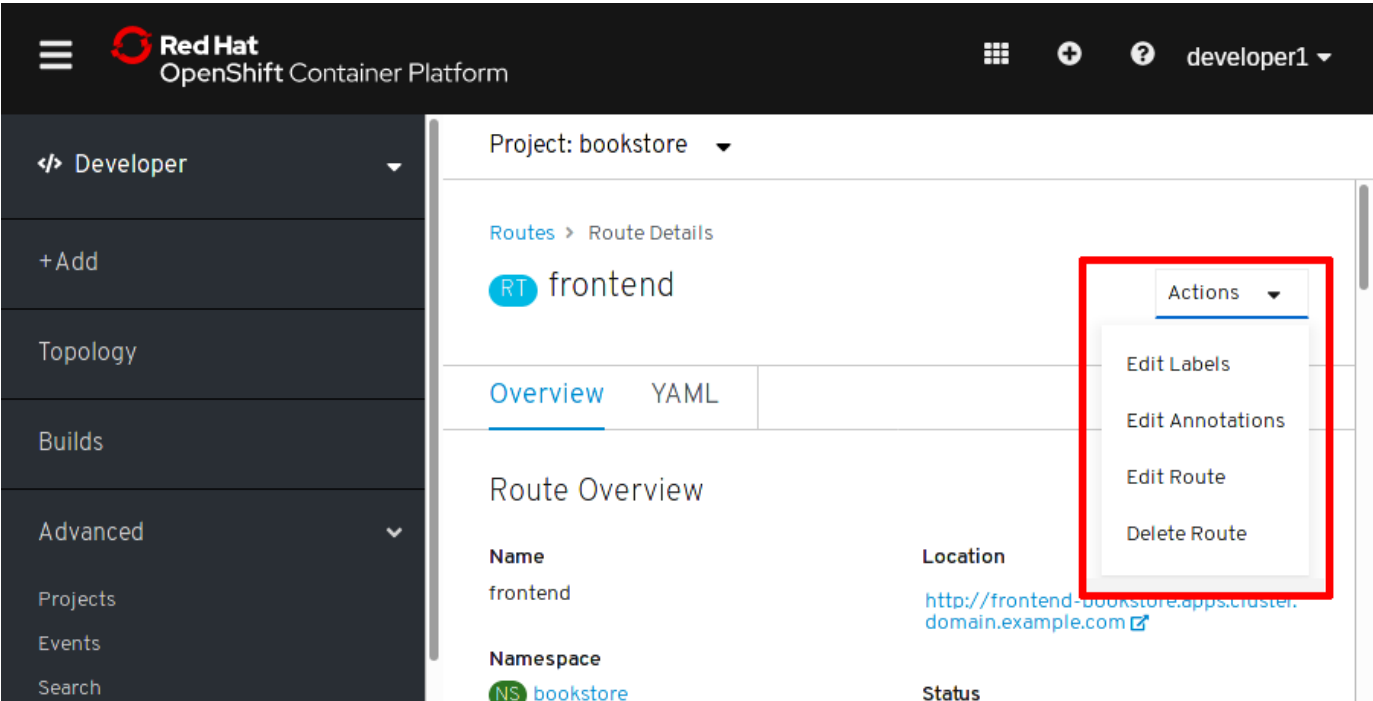 Red Hat
OpenShift Container Platform
developer1
</> Developer
+Add
Topology
Builds
Advanced
Projects
Events
Search
Project: bookstore
Routes > Route Details
RT frontend
Actions
Edit Labels
Edit Annotations
Edit Route
Delete Route
Overview YAML
Route Overview
Name
frontend
Location
http://frontend-bookstore.apps.cluster.
domain.example.com
Namespace
NS bookstore
Status